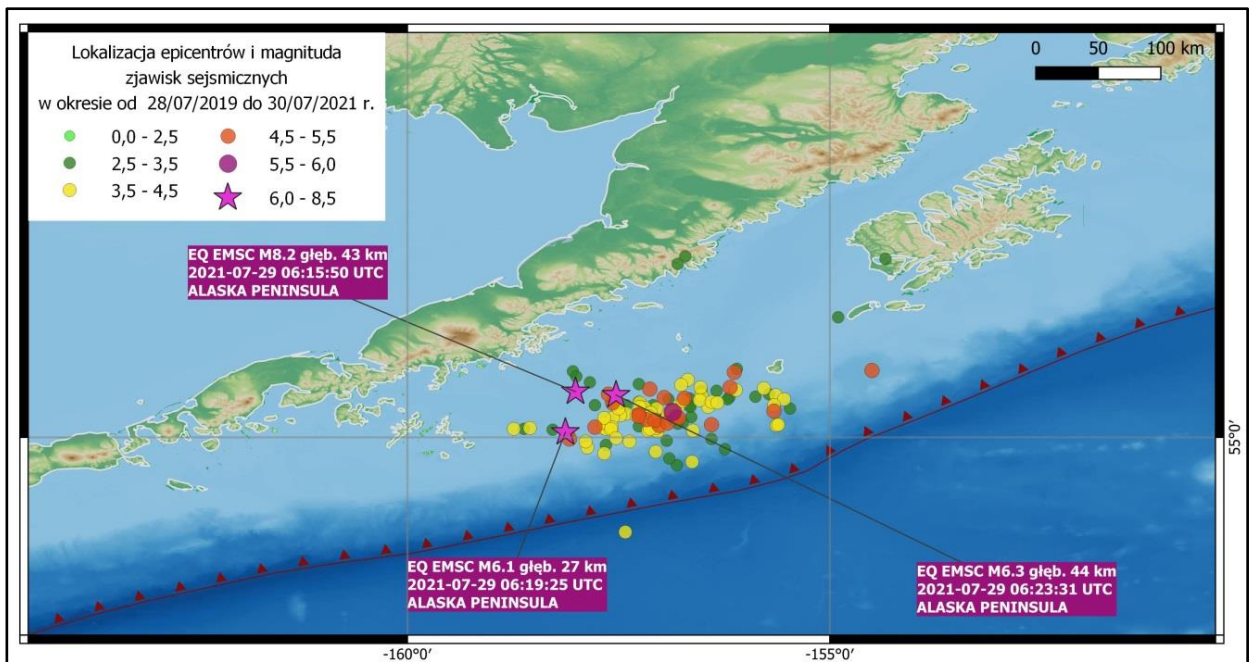 Lokalizacja epicentrów i magnituda
zjawisk sejsmicznych
w okresie od 28/07/2019 do 30/07/2021 r.
0,0 - 2,5
2,5 - 3,5
3,5 - 4,5
4,5 - 5,5
5,5 - 6,0
6,0 - 8,5
0 50 100 km
EQ EMSC M8.2 głęb. 43 km
2021-07-29 06:15:50 UTC
ALASKA PENINSULA
55°0'
EQ EMSC M6.1 głęb. 27 km
2021-07-29 06:19:25 UTC
ALASKA PENINSULA
EQ EMSC M6.3 głęb. 44 km
2021-07-29 06:23:31 UTC
ALASKA PENINSULA
-160°0'
-155°0'